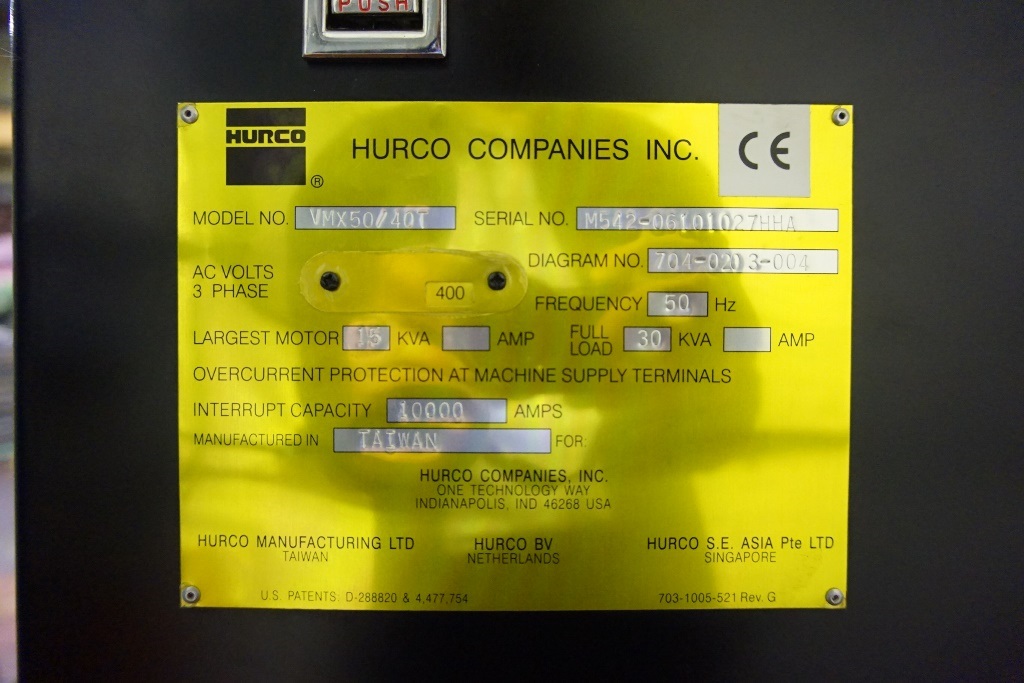 PUSH
HURCO
®
HURCO COMPANIES INC.
CE
MODEL NO. VMX50/40T SERIAL NO. M542-06101027HHA
DIAGRAM NO. 704-0203-004
AC VOLTS
3 PHASE
400
FREQUENCY 50 Hz
LARGEST MOTOR 15 KVA AMP
FULL
LOAD
30 KVA AMP
OVERCURRENT PROTECTION AT MACHINE SUPPLY TERMINALS
INTERRUPT CAPACITY 10000 AMPS
MANUFACTURED IN TAIWAN FOR:
HURCO COMPANIES, INC.
ONE TECHNOLOGY WAY
INDIANAPOLIS, IND 46268 USA
HURCO MANUFACTURING LTD
TAIWAN
HURCO BV
NETHERLANDS
HURCO S.E. ASIA Pte LTD
SINGAPORE
U.S. PATENTS: D-288820 & 4,477,754
703-1005-521 Rev. G